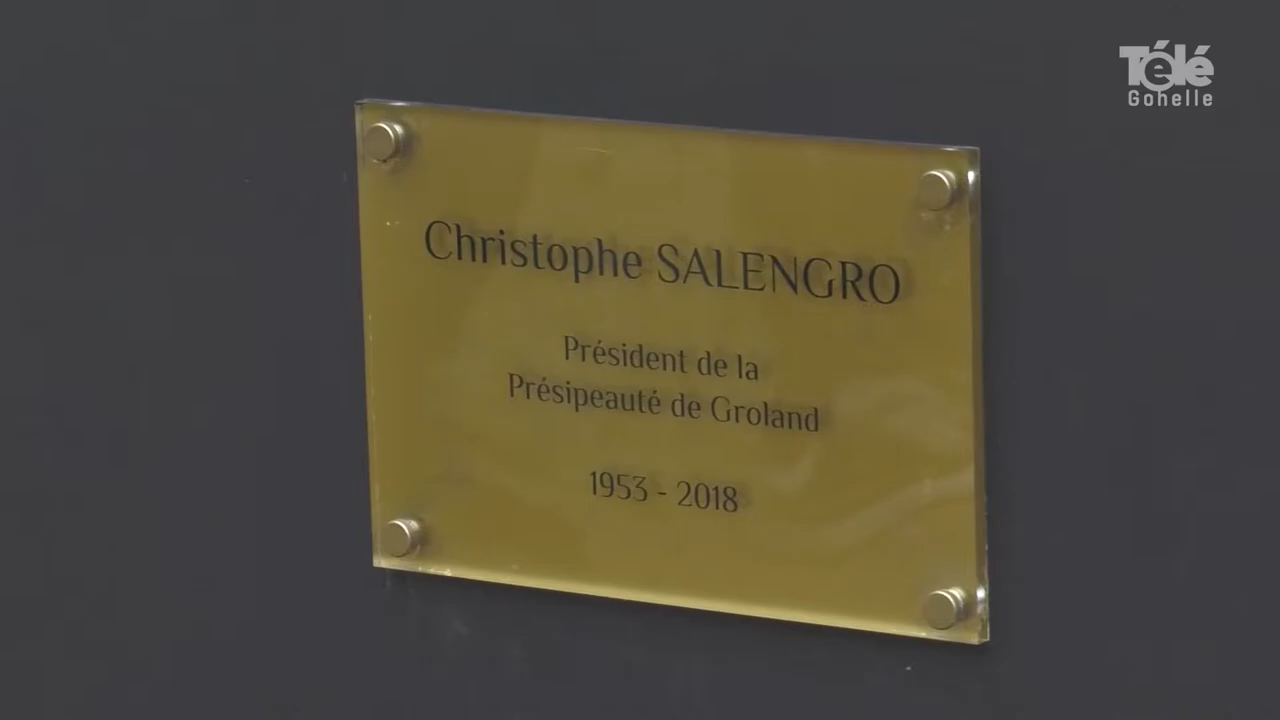 Télé
Gohelle
Christophe SALENGRO
Président de la
Présipeauté de Groland
1953 - 2018